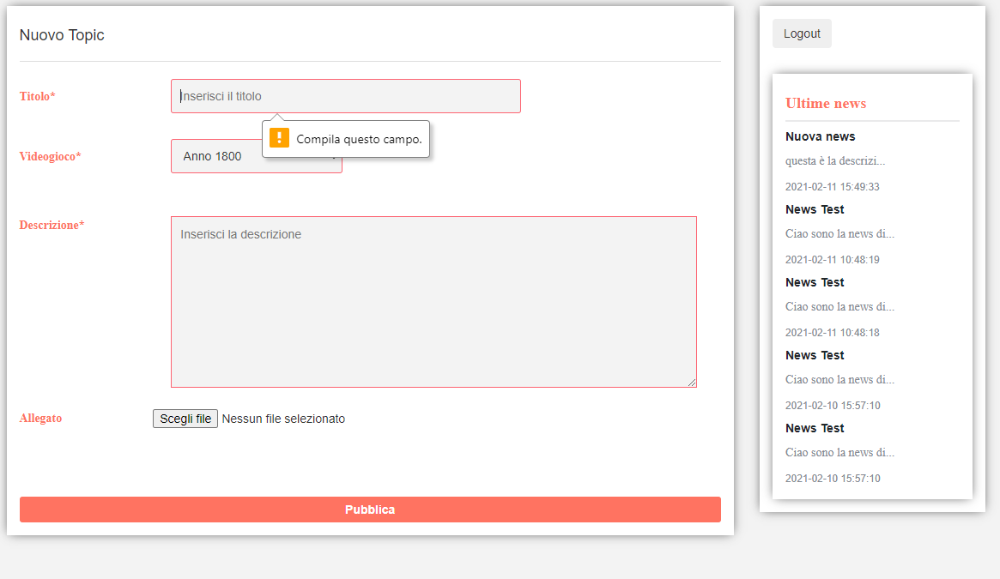 Nuovo Topic
Titolo*
Inserisci il titolo
Compila questo campo.
Videogioco*
Anno 1800
Descrizione*
Inserisci la descrizione
Allegato
Scegli file Nessun file selezionato
Pubblica
Logout
Ultime news
Nuova news
questa è la descrizi...
2021-02-11 15:49:33
News Test
Ciao sono la news di...
2021-02-11 10:48:19
News Test
Ciao sono la news di...
2021-02-11 10:48:18
News Test
Ciao sono la news di...
2021-02-10 15:57:10
News Test
Ciao sono la news di...
2021-02-10 15:57:10